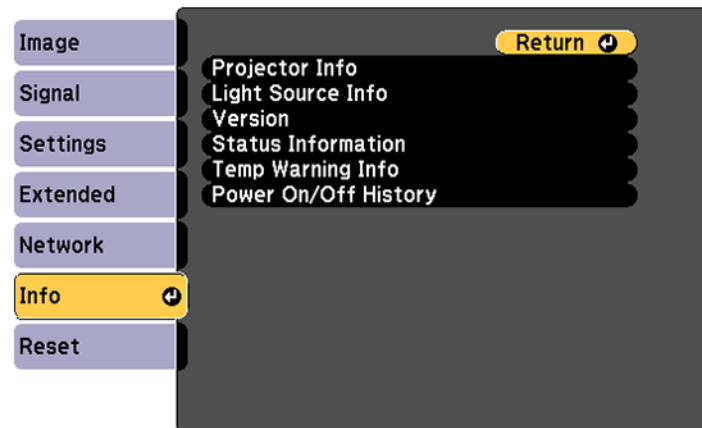 Image
Signal
Settings
Extended
Network
Info
Reset
Return
Projector Info
Light Source Info
Version
Status Information
Temp Warning Info
Power On/Off History